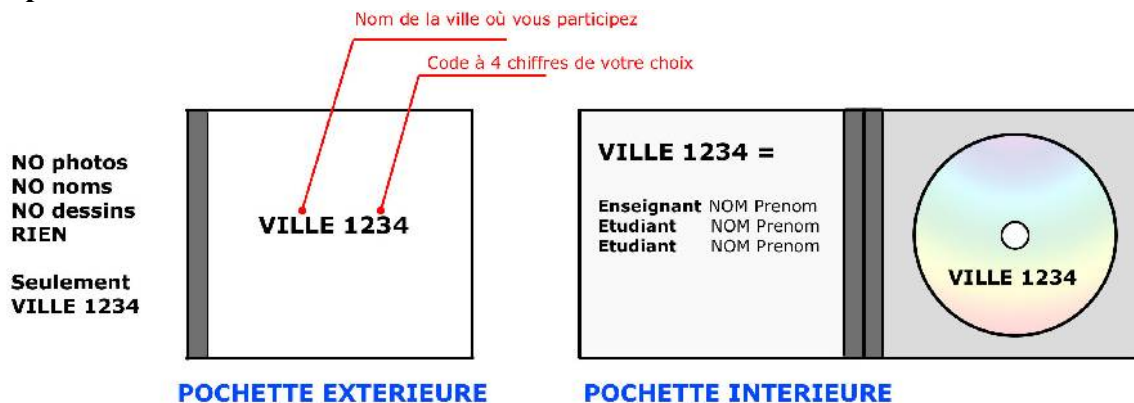 Nom de la ville où vous participez
Code à 4 chiffres de votre choix
NO photos
NO noms
NO dessins
RIEN
Seulement
VILLE 1234
VILLE 1234
POCHETTE EXTERIEURE
VILLE 1234 =
Enseignant NOM Prenom
Etudiant NOM Prenom
Etudiant NOM Prenom
VILLE 1234
POCHETTE INTERIEURE